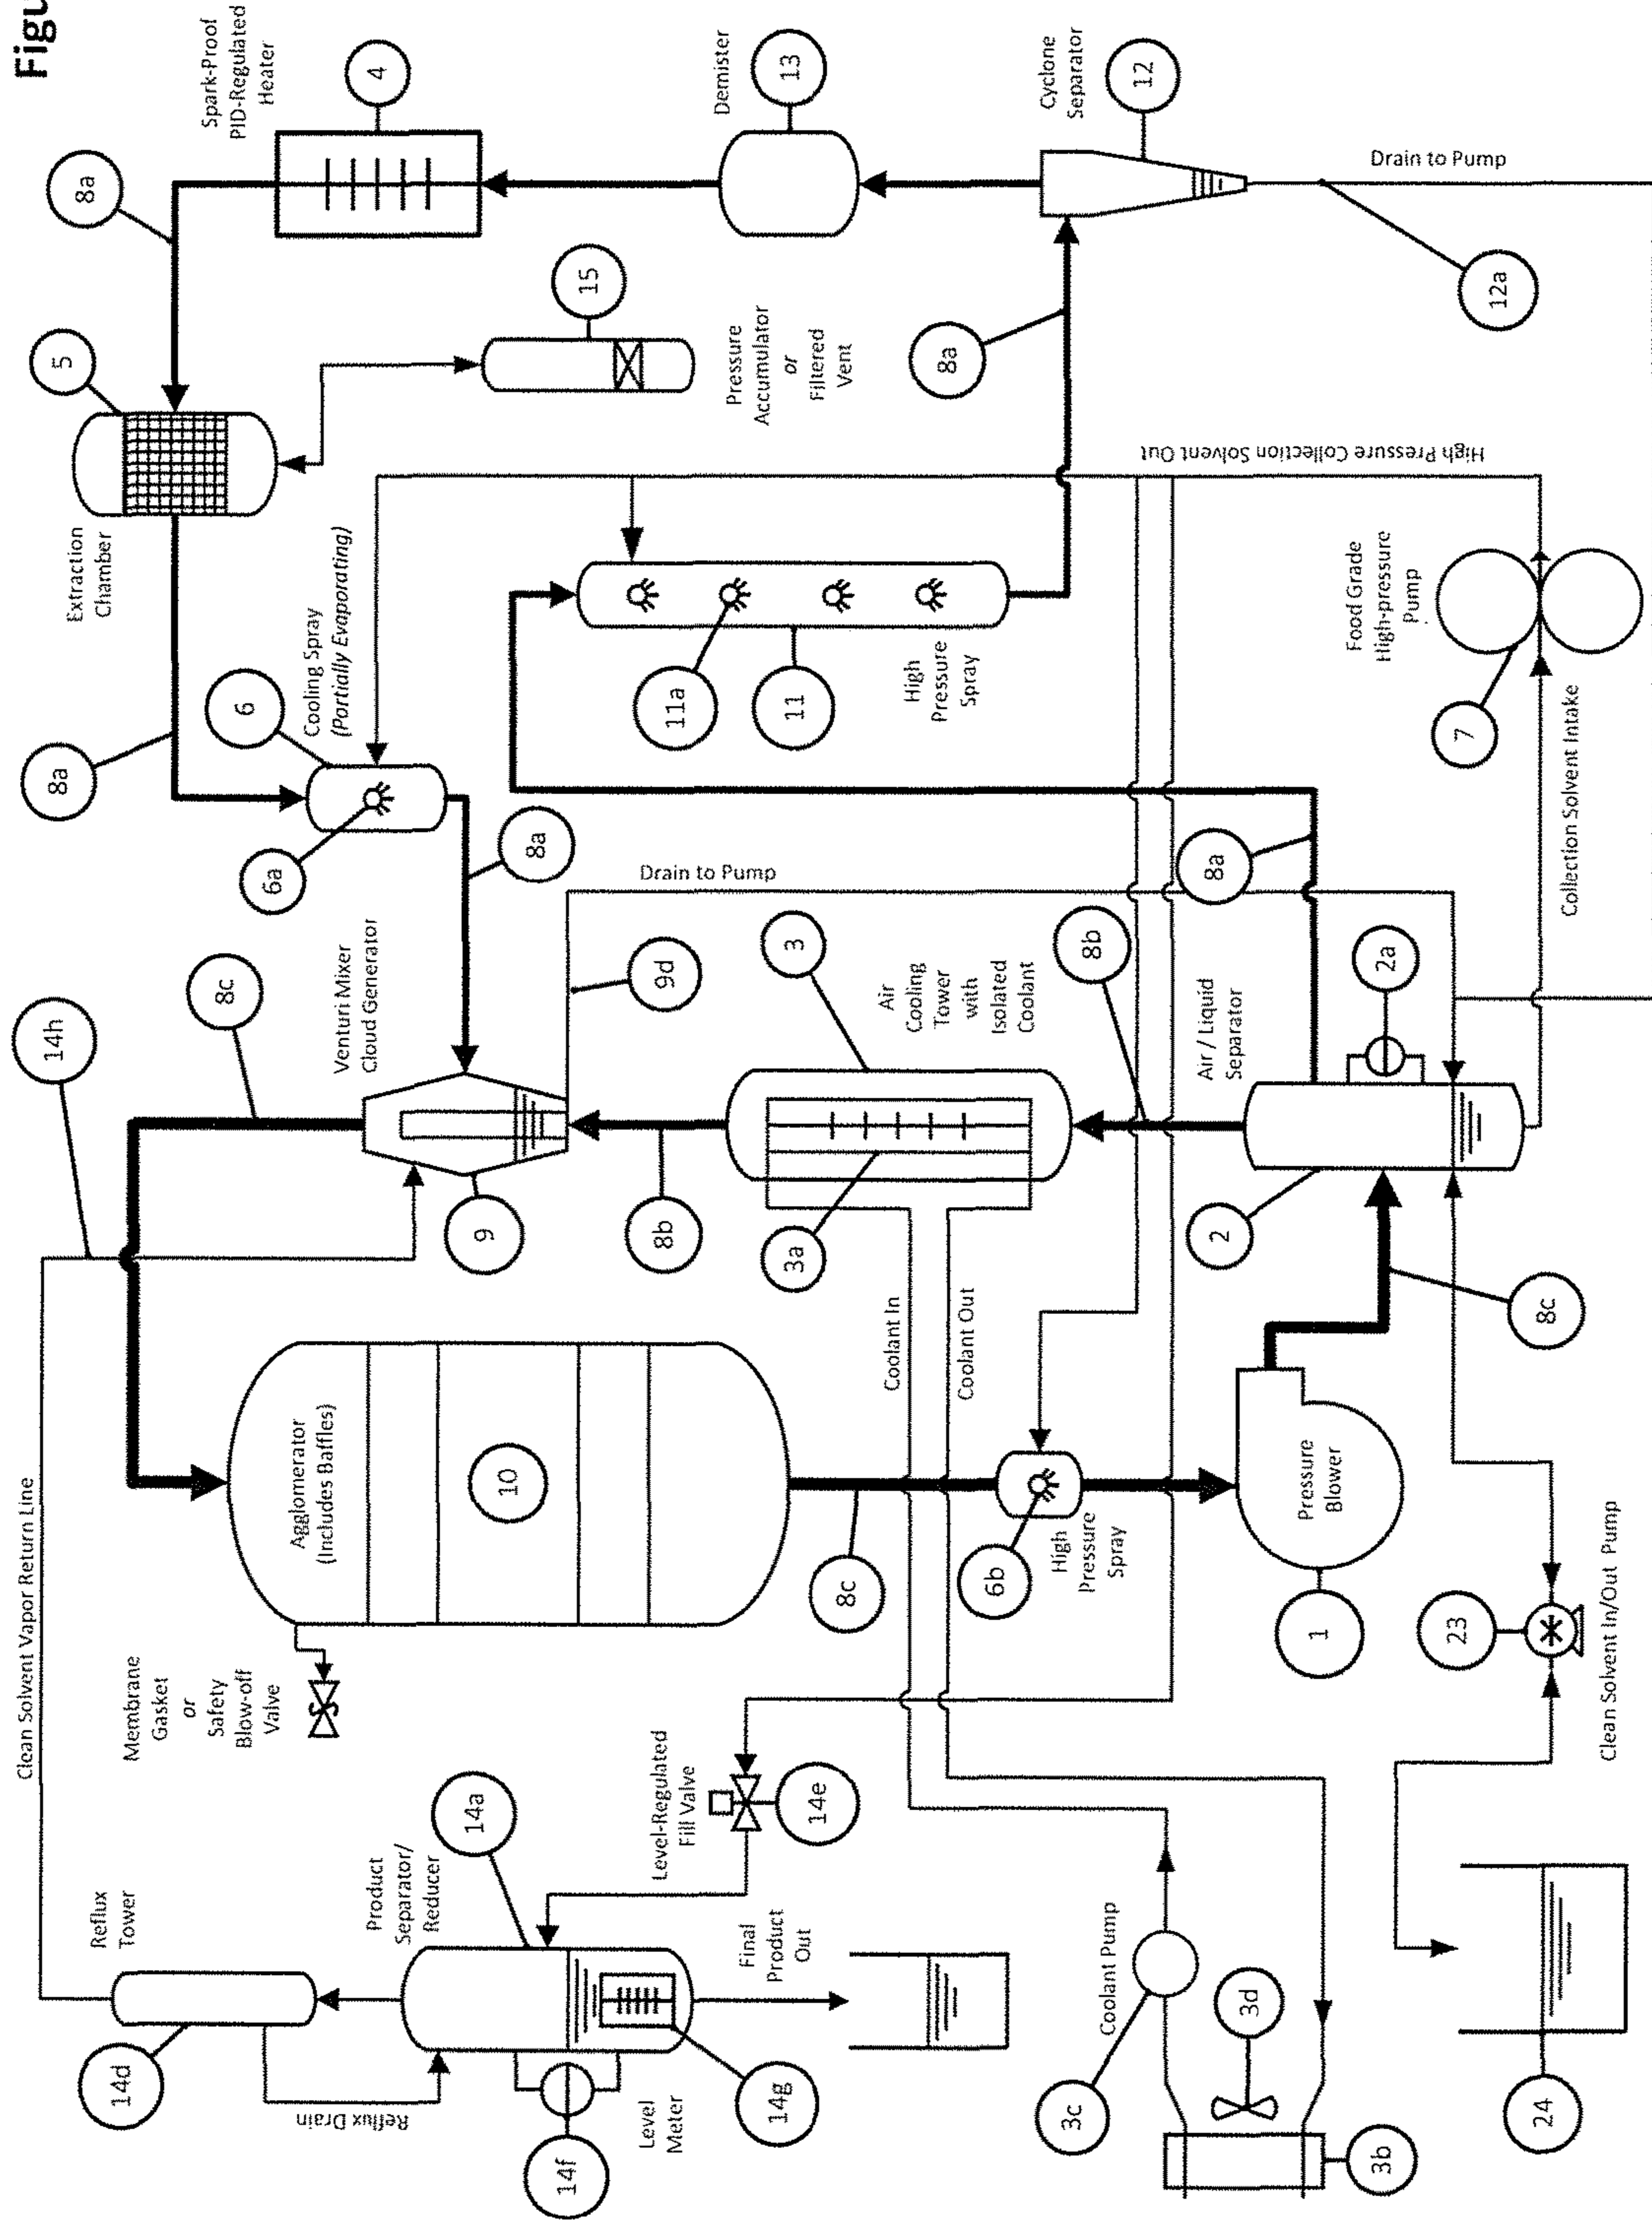 Figu
Spark-Proof
PID-Regulated
Heater
4
8a
Demister
13
Cyclone
Separator
12
Drain to Pump
12a
5
Extraction
Chamber
15
Pressure
Accumulator
or
Filtered
Vent
8a
High Pressure Collection Solvent Out
8a
6
Cooling Spray
(Partially Evaporating)
6a
8a
11a
11
High
Pressure
Spray
Food Grade
High-pressure
Pump
7
Collection Solvent Intake
Drain to Pump
8a
14h
8c
Venturi Mixer
Cloud Generator
9
9d
8b
3
Air
Cooling
Tower
with
Isolated
Coolant
3a
8b
Air / Liquid
Separator
2a
2
8c
Clean Solvent Vapor Return Line
Agglomerator
(Includes Baffles)
10
Membrane
Gasket
or
Safety
Blow-off
Valve
8c
Coolant In
Coolant Out
6b
High
Pressure
Spray
Pressure
Blower
1
23
Clean Solvent In/Out Pump
Reflux
Tower
14d
Reflux Drain
Product
Separator/
Reducer
14a
Level-Regulated
Fill Valve
14e
Final
Product
Out
14f
Level
Meter
14g
Coolant Pump
3c
3d
3b
24